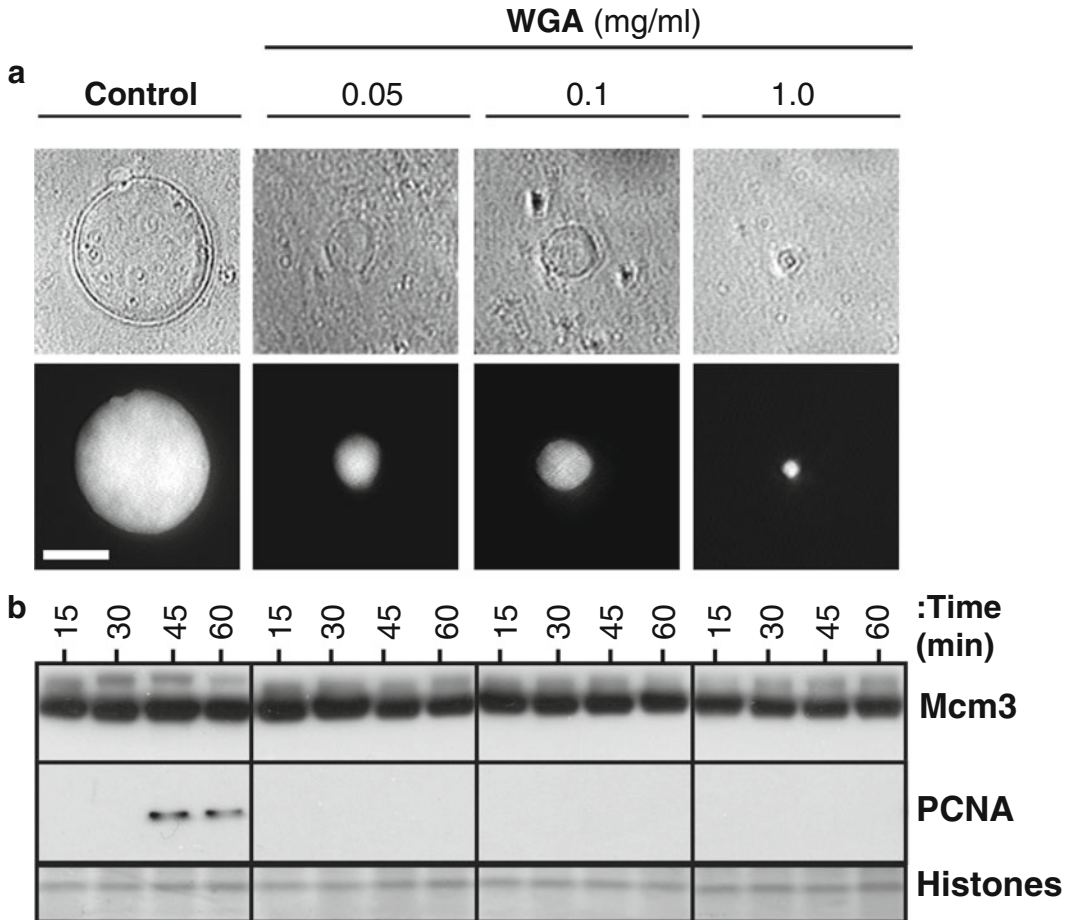 WGA (mg/ml)
a
Control 0.05 0.1 1.0
b
15 30 45 60 15 30 45 60 15 30 45 60 15 30 45 60 :Time
(min)
Mcm3
PCNA
Histones